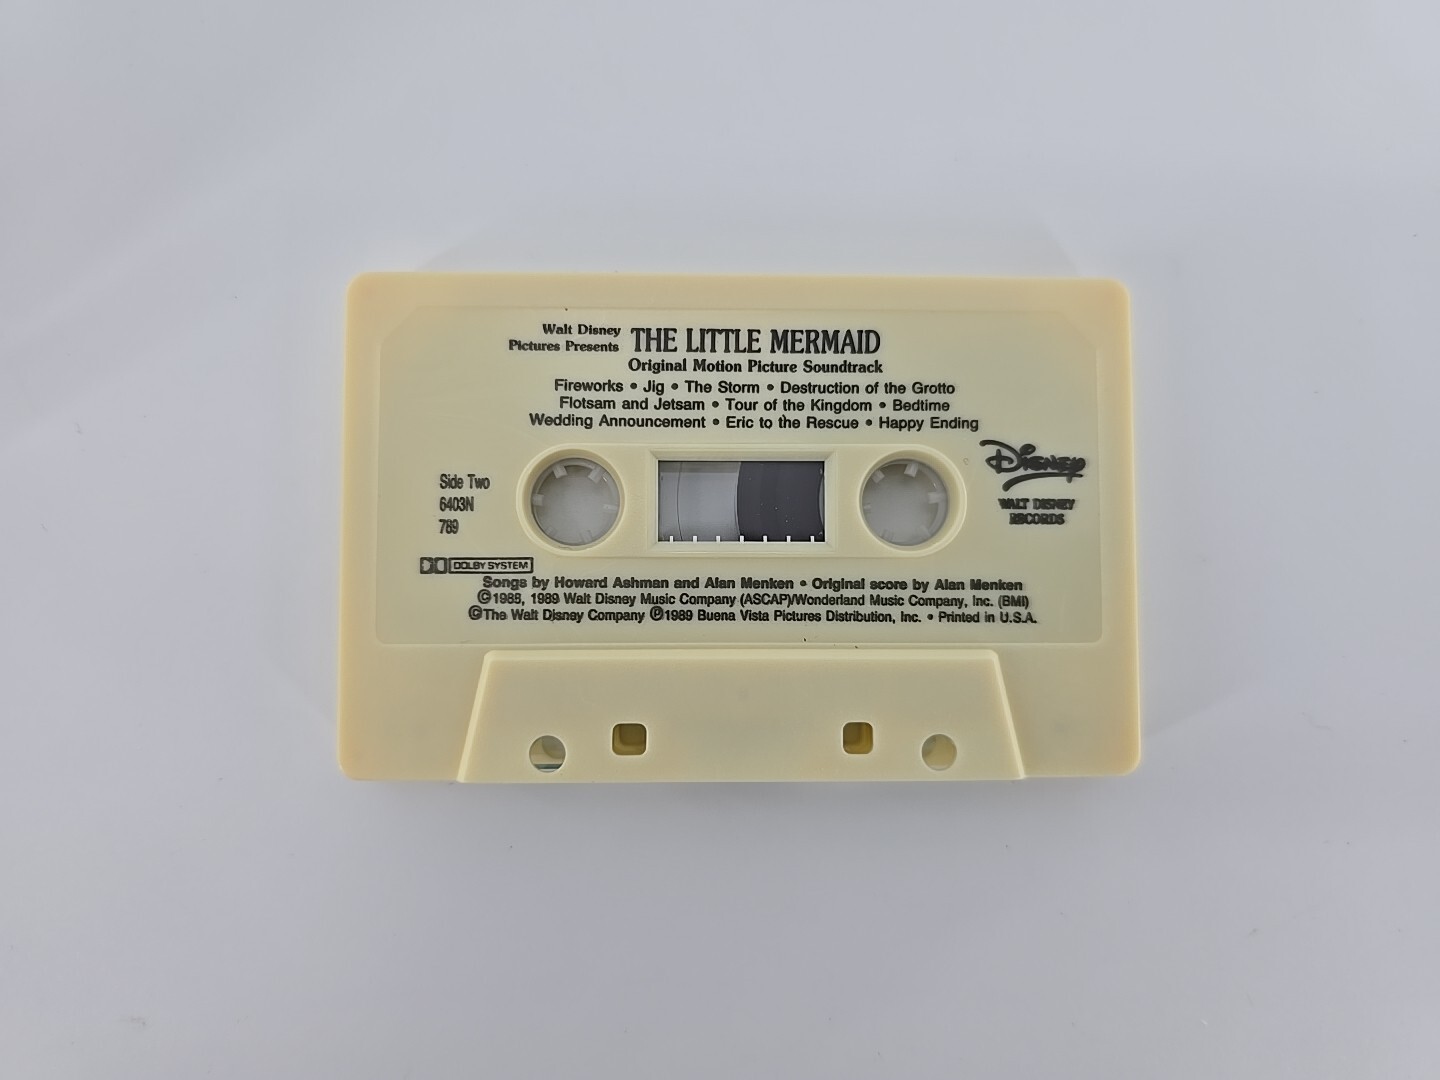 Walt Disney
Pictures Presents
THE LITTLE MERMAID
Original Motion Picture Soundtrack
Fireworks • Jig • The Storm • Destruction of the Grotto
Flotsam and Jetsam • Tour of the Kingdom • Bedtime
Wedding Announcement • Eric to the Rescue • Happy Ending
Disney
WALT DISNEY
RECORDS
Side Two
6403N
789
DOLBY SYSTEM
Songs by Howard Ashman and Alan Menken • Original score by Alan Menken
©1988, 1989 Walt Disney Music Company (ASCAP)/Wonderland Music Company, Inc. (BMI)
©The Walt Disney Company ℗1989 Buena Vista Pictures Distribution, Inc. • Printed in U.S.A.